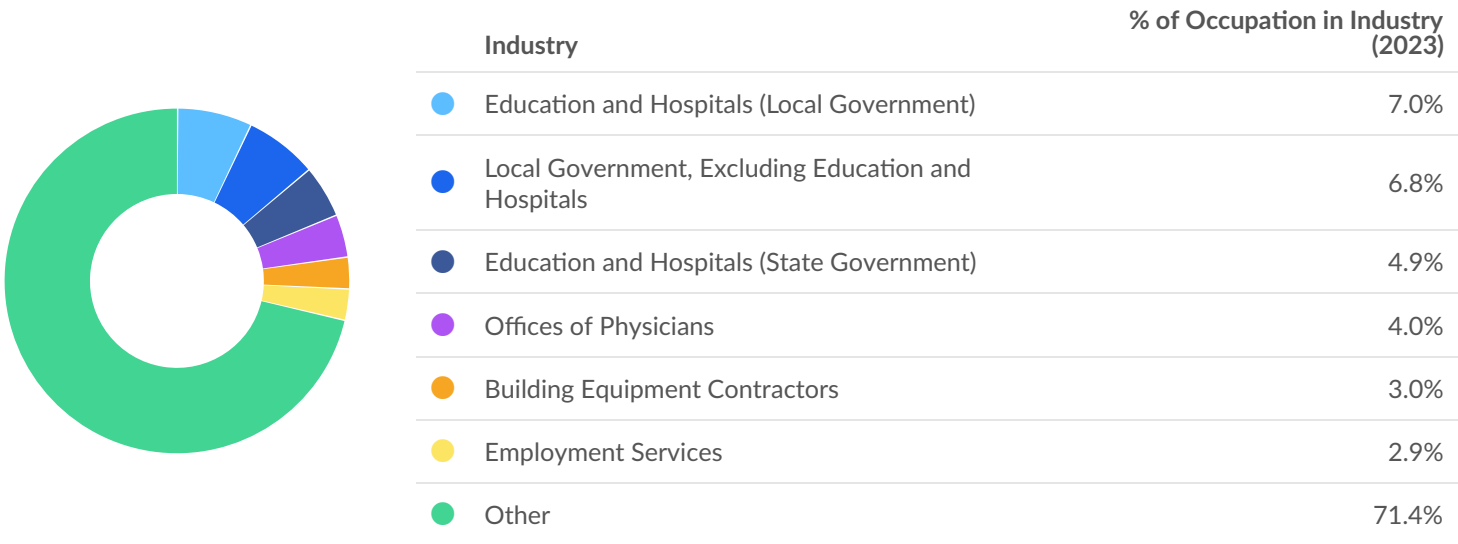 Industry
% of Occupation in Industry
(2023)
Education and Hospitals (Local Government)
7.0%
Local Government, Excluding Education and
Hospitals
6.8%
Education and Hospitals (State Government)
4.9%
Offices of Physicians
4.0%
Building Equipment Contractors
3.0%
Employment Services
2.9%
Other
71.4%